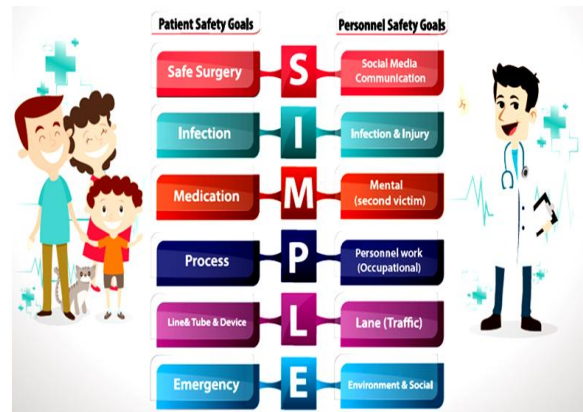 Patient Safety Goals
Personnel Safety Goals
Safe Surgery
S
Social Media
Communication
Infection
I
Infection & Injury
Medication
M
Mental
(second victim)
Process
P
Personnel work
(Occupational)
Line& Tube & Device
L
Lane (Traffic)
Emergency
E
Environment & Social